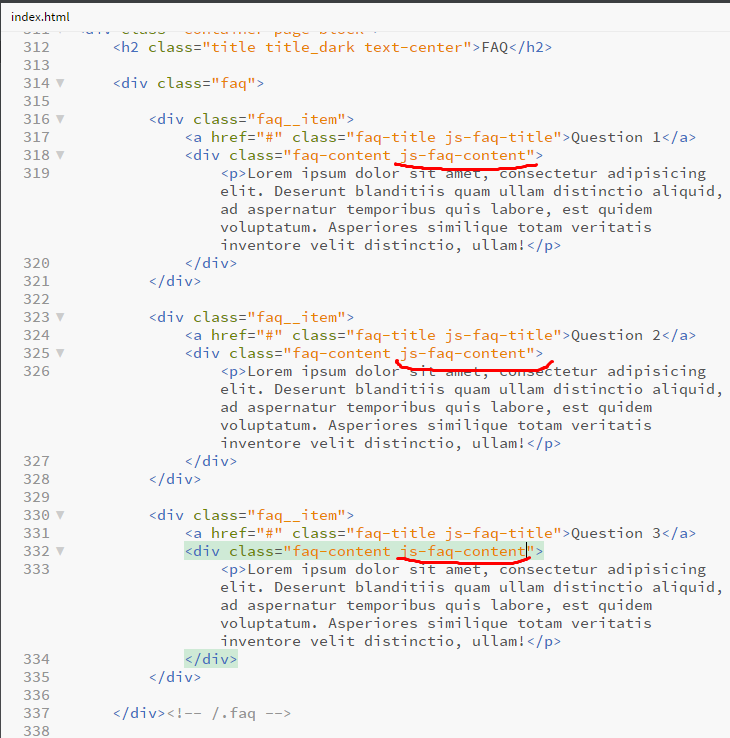 index.html
311 <div class="container page-block">
312 <h2 class="title title_dark text-center">FAQ</h2>
313
314 <div class="faq">
315
316 <div class="faq__item">
317 <a href="#" class="faq-title js-faq-title">Question 1</a>
318 <div class="faq-content js-faq-content">
319 <p>Lorem ipsum dolor sit amet, consectetur adipisicing
elit. Deserunt blanditiis quam ullam distinctio aliquid,
ad aspernatur temporibus quis labore, est quidem
voluptatum. Asperiores similique totam veritatis
inventore velit distinctio, ullam!</p>
320 </div>
321 </div>
322
323 <div class="faq__item">
324 <a href="#" class="faq-title js-faq-title">Question 2</a>
325 <div class="faq-content js-faq-content">
326 <p>Lorem ipsum dolor sit amet, consectetur adipisicing
elit. Deserunt blanditiis quam ullam distinctio aliquid,
ad aspernatur temporibus quis labore, est quidem
voluptatum. Asperiores similique totam veritatis
inventore velit distinctio, ullam!</p>
327 </div>
328 </div>
329
330 <div class="faq__item">
331 <a href="#" class="faq-title js-faq-title">Question 3</a>
332 <div class="faq-content js-faq-content">
333 <p>Lorem ipsum dolor sit amet, consectetur adipisicing
elit. Deserunt blanditiis quam ullam distinctio aliquid,
ad aspernatur temporibus quis labore, est quidem
voluptatum. Asperiores similique totam veritatis
inventore velit distinctio, ullam!</p>
334 </div>
335 </div>
336
337 </div><!-- /.faq -->
338